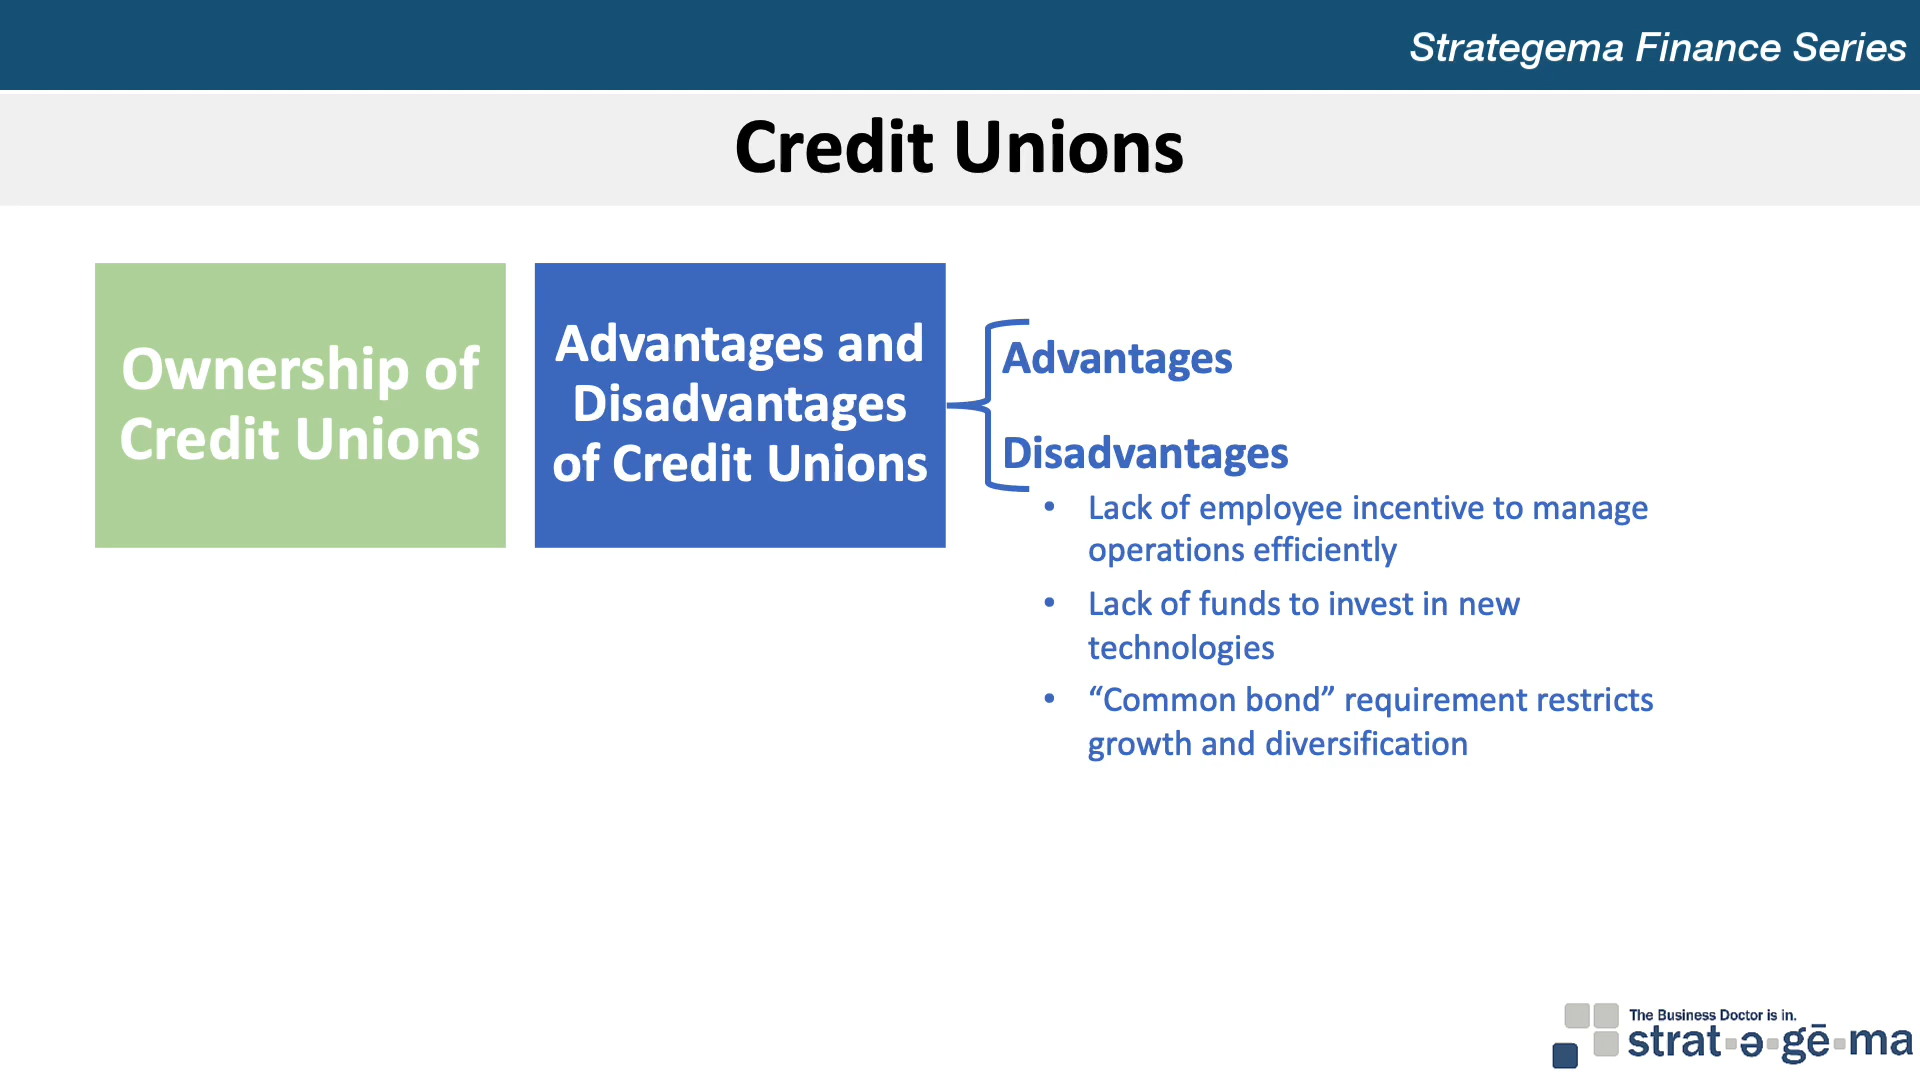 Strategema Finance Series
Credit Unions
Ownership of
Credit Unions
Advantages and
Disadvantages
of Credit Unions
Advantages
Disadvantages
• Lack of employee incentive to manage
operations efficiently
• Lack of funds to invest in new
technologies
• “Common bond” requirement restricts
growth and diversification
The Business Doctor is in.
strat▪ə▪gē▪ma